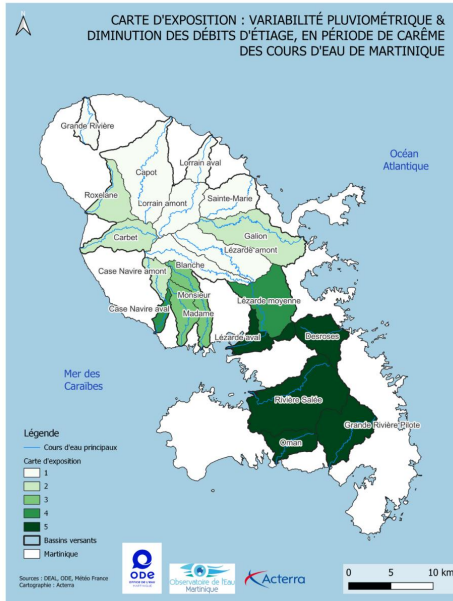 CARTE D'EXPOSITION : VARIABILITÉ PLUVIOMÉTRIQUE &
DIMINUTION DES DÉBITS D'ÉTIAGE, EN PÉRIODE DE CARÊME
DES COURS D'EAU DE MARTINIQUE
N
Grande Rivière
Capot
Lorrain aval
Océan
Atlantique
Roxelane
Lorrain amont
Sainte-Marie
Carbet
Galion
Lézarde amont
Case Navire amont
Blanche
Monsieur
Case Navire aval
Madame
Lézarde moyenne
Lézarde aval
Desroses
Mer des
Caraïbes
Rivière Salée
Grande Rivière Pilote
Oman
Légende
Cours d'eau principaux
Carte d'exposition
1
2
3
4
5
Bassins versants
Martinique
Sources : DEAL, ODE, Météo France
Cartographie : Acterra
ODE
Observatoire de l'Eau
Martinique
Acterra
0 5 10 km